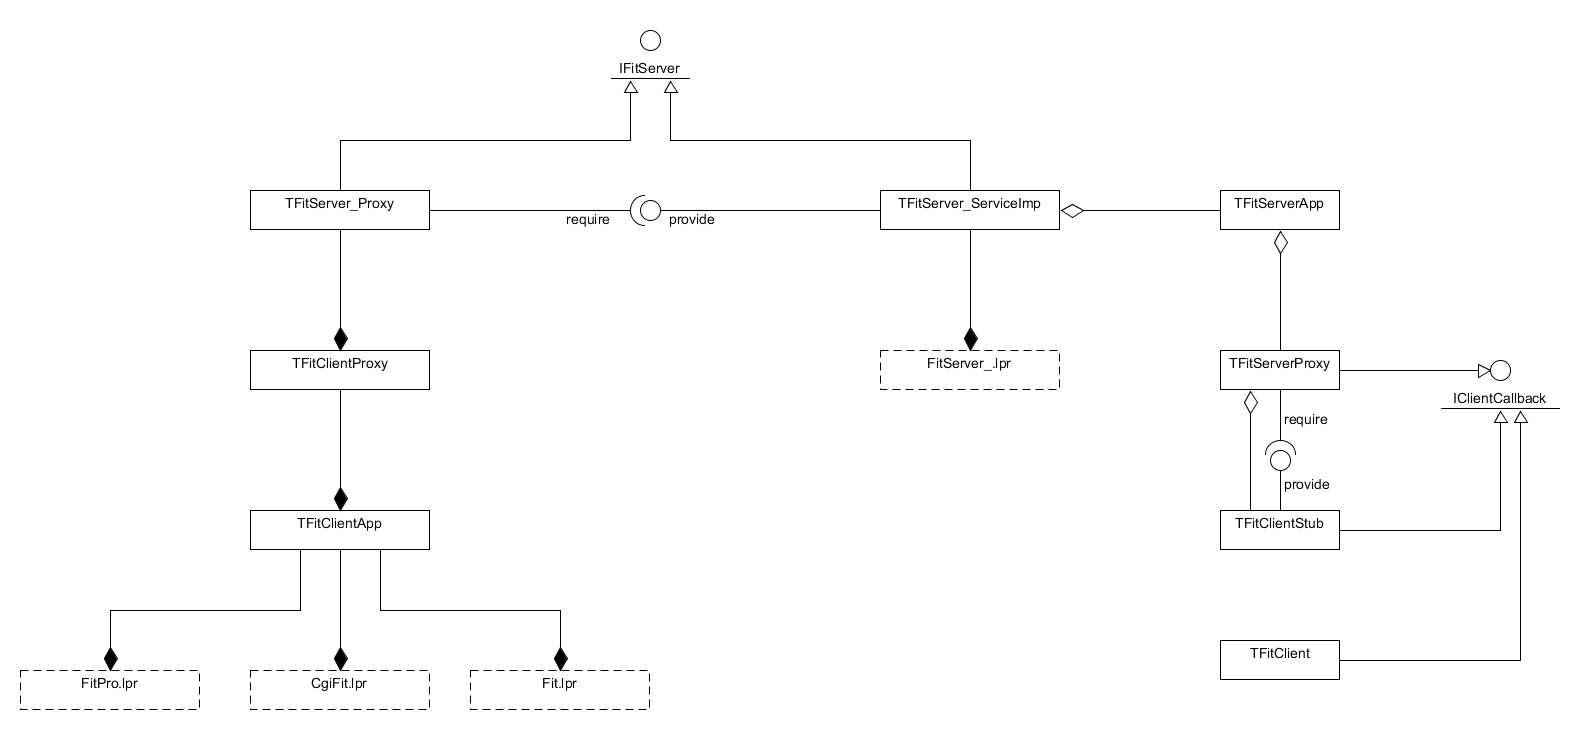 IFitServer
TFitServer_Proxy
require
provide
TFitServer_ServiceImp
TFitServerApp
TFitClientProxy
FitServer_.lpr
TFitServerProxy
IClientCallback
require
provide
TFitClientApp
TFitClientStub
TFitClient
FitPro.lpr
CgiFit.lpr
Fit.lpr